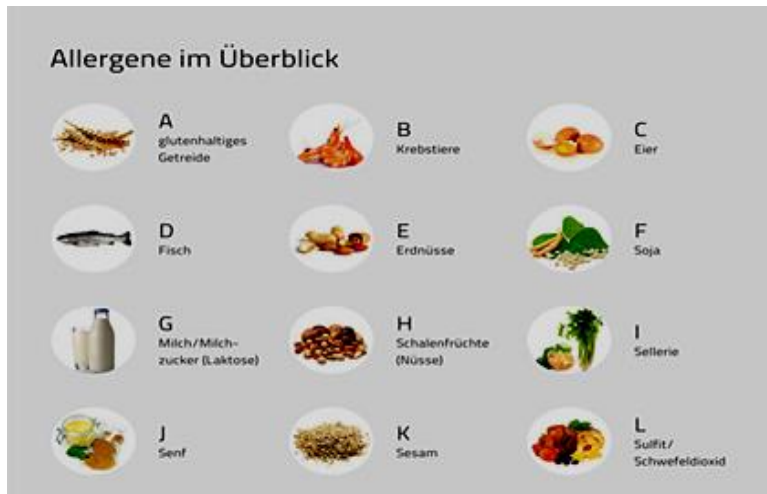 Allergene im Überblick
A
glutenhaltiges
Getreide
B
Krebstiere
C
Eier
D
Fisch
E
Erdnüsse
F
Soja
G
Milch/Milch-
zucker (Laktose)
H
Schalenfrüchte
(Nüsse)
I
Sellerie
J
Senf
K
Sesam
L
Sulfit/
Schwefeldioxid